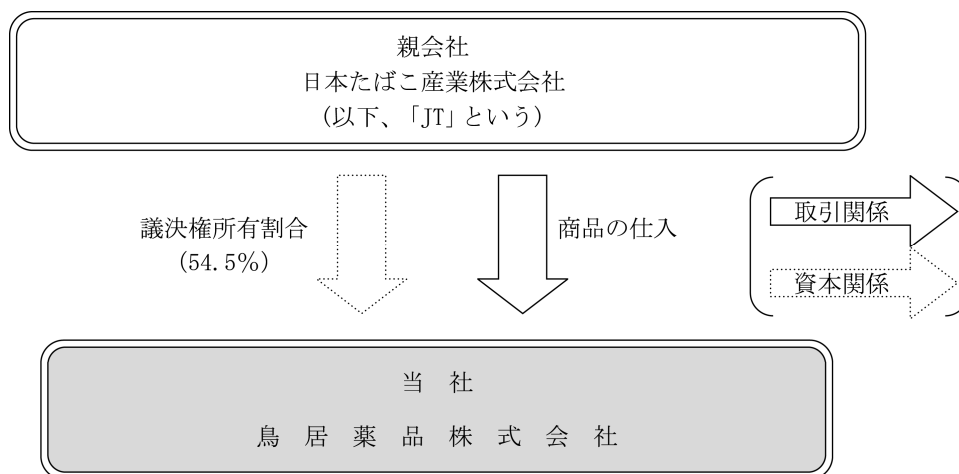 親会社
日本たばこ産業株式会社
(以下、「JT」という)
議決権所有割合
(54.5%)
商品の仕入
取引関係
資本関係
当 社
鳥 居 薬 品 株 式 会 社